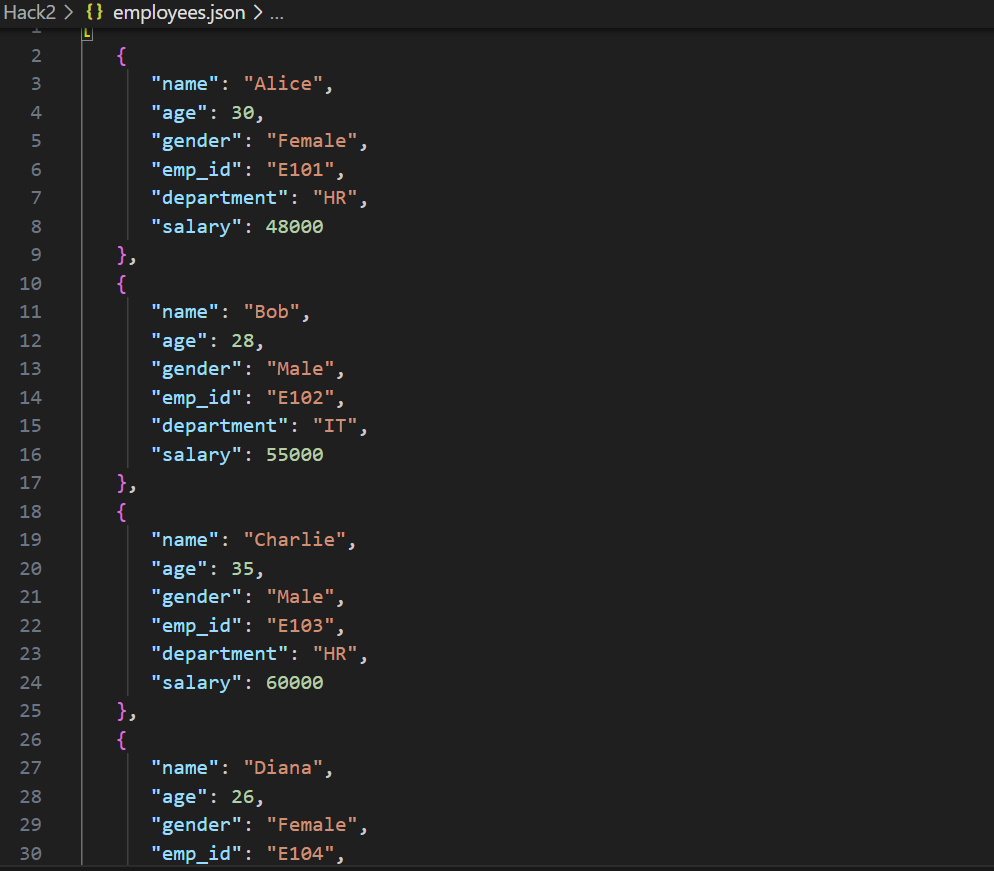 Hack2 > {} employees.json > ...
1 [
2 {
3 "name": "Alice",
4 "age": 30,
5 "gender": "Female",
6 "emp_id": "E101",
7 "department": "HR",
8 "salary": 48000
9 },
10 {
11 "name": "Bob",
12 "age": 28,
13 "gender": "Male",
14 "emp_id": "E102",
15 "department": "IT",
16 "salary": 55000
17 },
18 {
19 "name": "Charlie",
20 "age": 35,
21 "gender": "Male",
22 "emp_id": "E103",
23 "department": "HR",
24 "salary": 60000
25 },
26 {
27 "name": "Diana",
28 "age": 26,
29 "gender": "Female",
30 "emp_id": "E104",